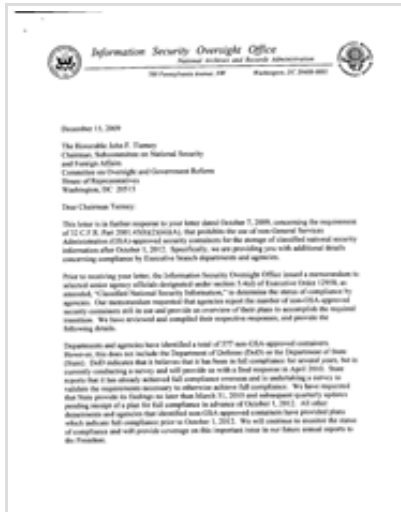 Information Security Oversight Office
National Archives and Records Administration
700 Pennsylvania Avenue, NW Washington, DC 20408-0001
December 15, 2009
The Honorable John F. Tierney
Chairman, Subcommittee on National Security
and Foreign Affairs
Committee on Oversight and Government Reform
House of Representatives
Washington, DC 20515
Dear Chairman Tierney:
This letter is in further response to your letter dated October 7, 2009, concerning the requirement
of 32 C.F.R. Part that prohibits the use of non-General Services
Administration (GSA)-approved security containers for the storage of classified national security
information after October 1, 2012. Specifically, we are providing you with additional details
concerning compliance by Executive branch departments and agencies.
Prior to receiving your letter, the Information Security Oversight Office issued a memorandum to
selected senior agency officials designated under section of Executive Order 12958, as
amended, "Classified National Security Information," to determine the status of compliance by
agencies. Our memorandum requested that agencies report the number of non-GSA-approved
security containers still in use and provide an overview of their plans to accomplish the required
transition. We have reviewed and compiled their respective responses, and provide the
following details.
Departments and agencies have identified a total of 577 non-GSA-approved containers.
However, this does not include the Department of Defense (DoD) or the Department of State
(State). DoD indicates that it believes that it has been in full compliance for several years, but is
currently conducting a survey and will provide us with a final response in April 2010. State
reports that it has already achieved full compliance overseas and is undertaking a survey to
validate the requirements necessary to otherwise achieve full compliance. We have requested
that State provide its findings no later than March 31, 2010 and subsequent quarterly updates
pending receipt of a plan for full compliance in advance of October 1, 2012. All other
departments and agencies that identified non-GSA-approved containers have provided plans
which indicate full compliance prior to October 1, 2012. We will continue to monitor the status
of compliance and will provide coverage on this important issue in our future annual reports to
the President.